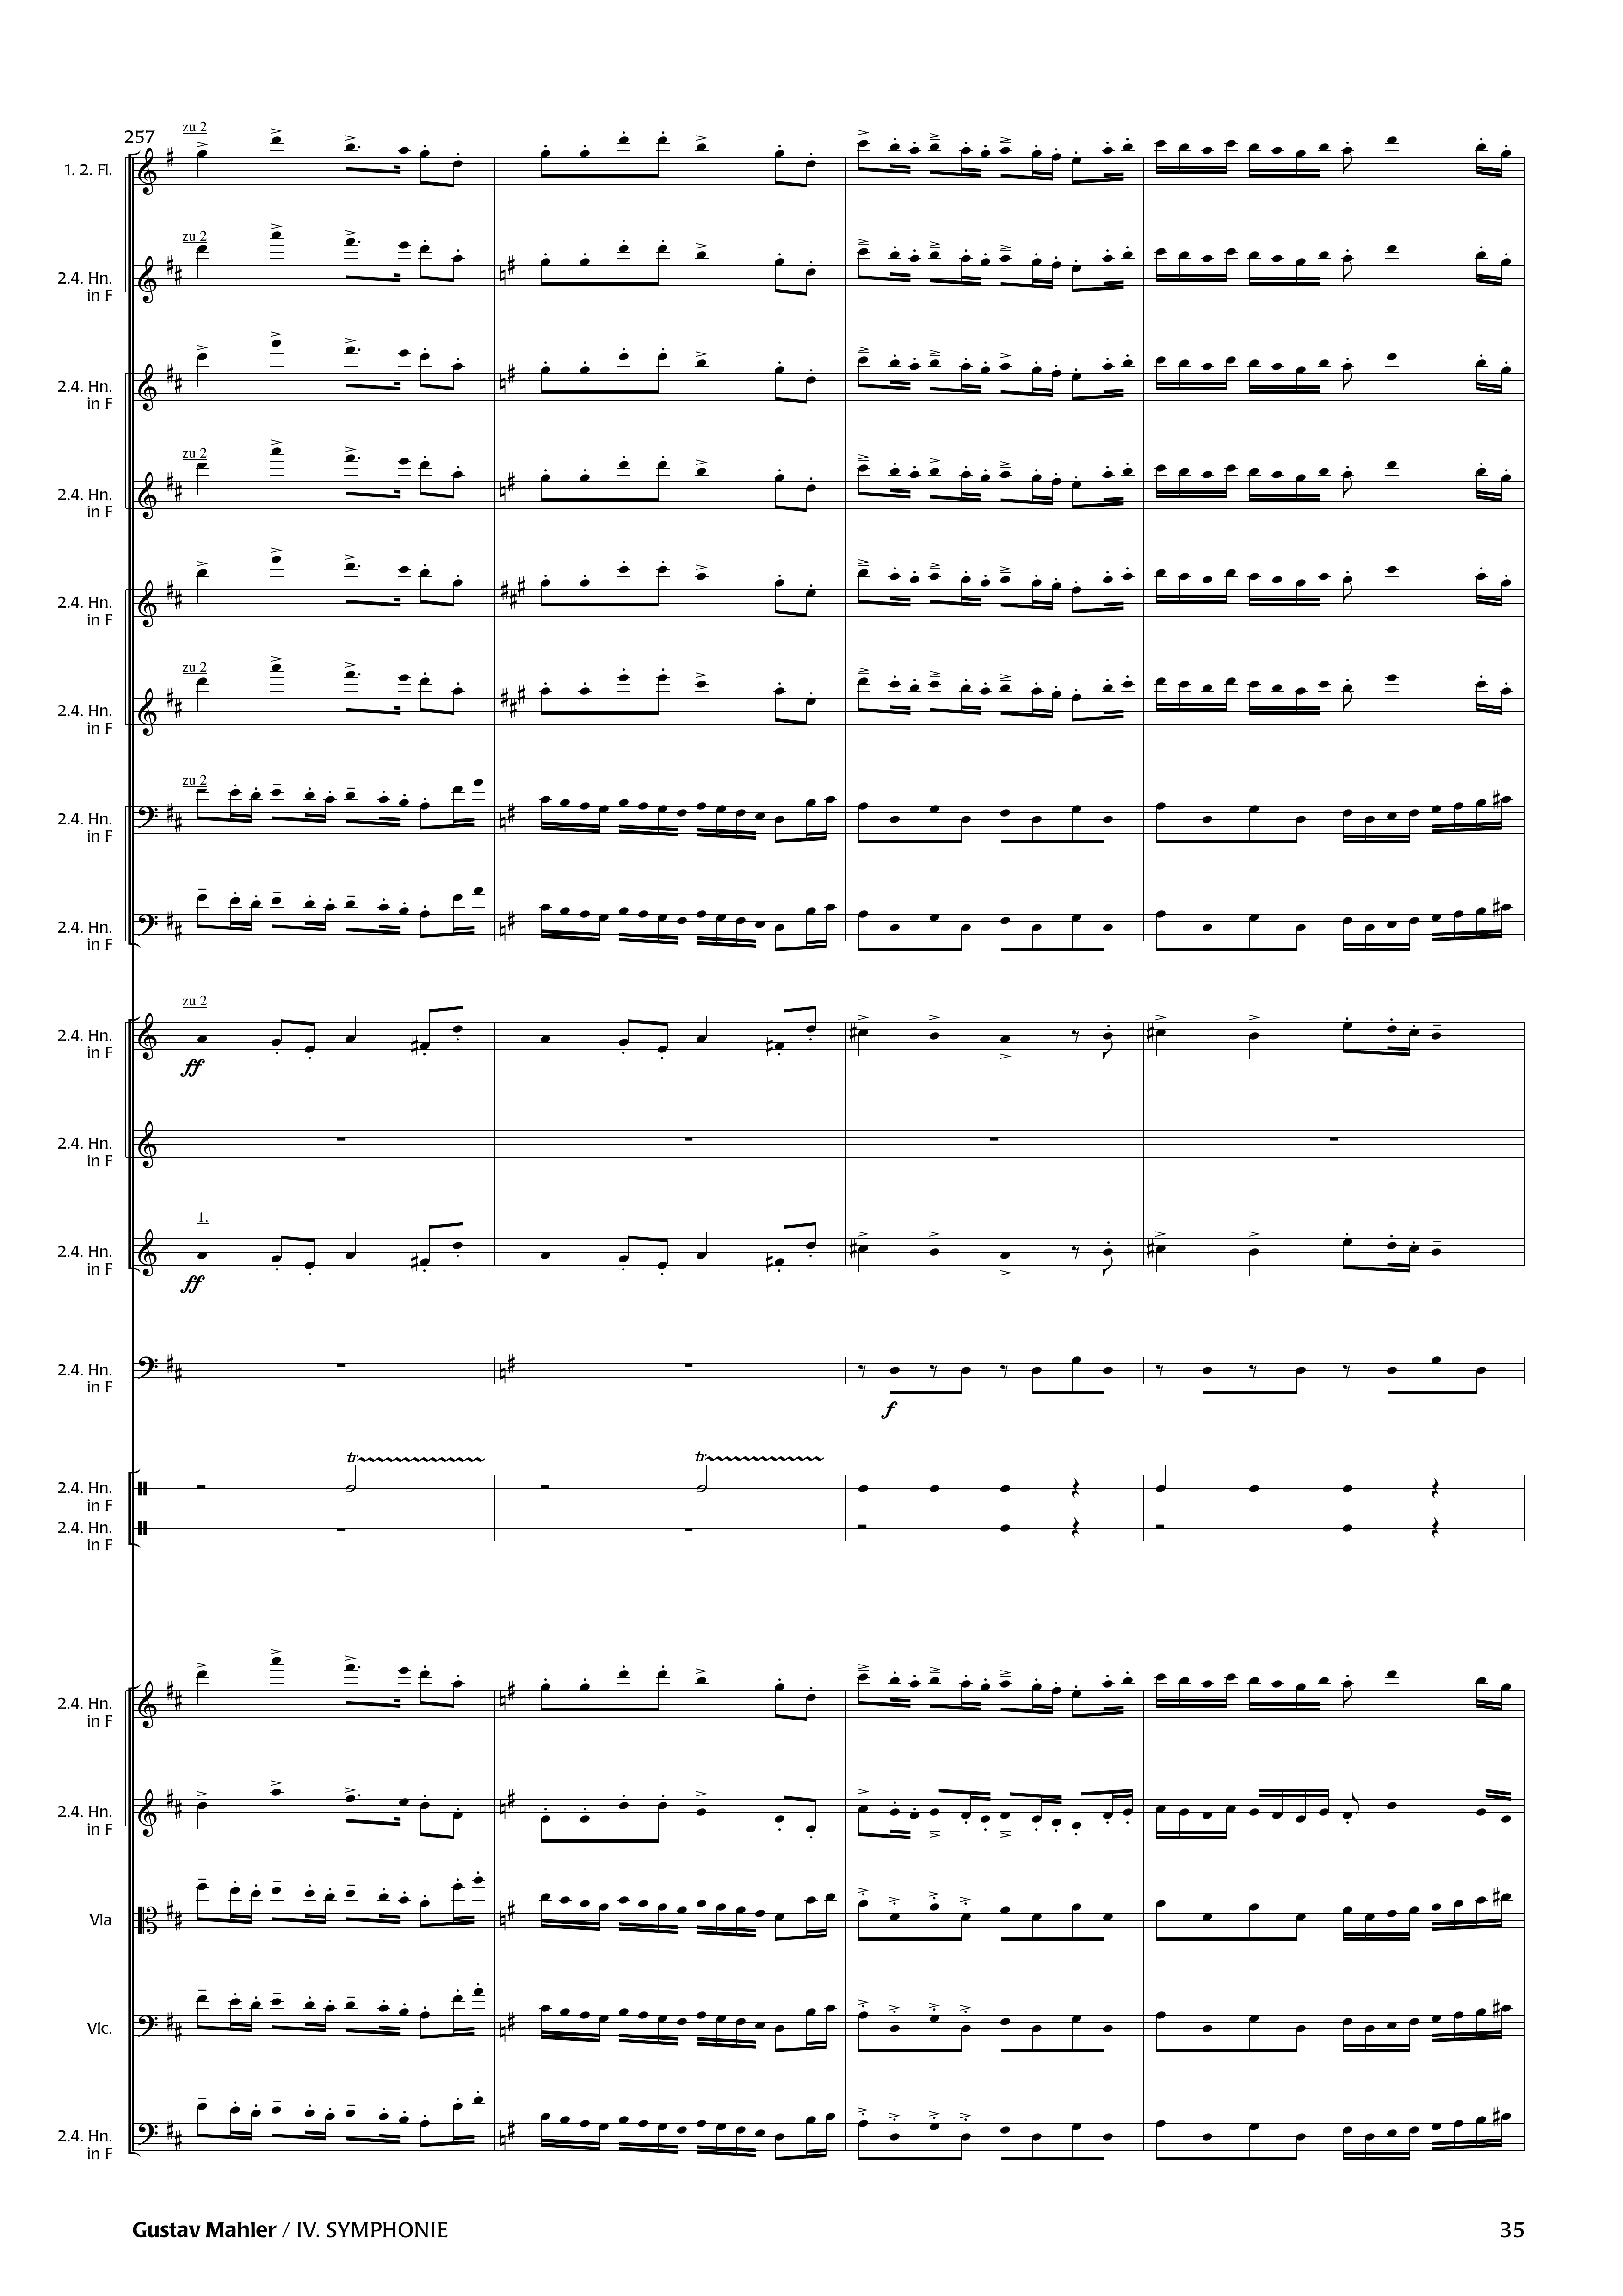 257
zu 2
1. 2. Fl.
zu 2
2.4. Hn.
in F
2.4. Hn.
in F
zu 2
2.4. Hn.
in F
2.4. Hn.
in F
zu 2
2.4. Hn.
in F
zu 2
2.4. Hn.
in F
2.4. Hn.
in F
zu 2
2.4. Hn.
in F
ff
2.4. Hn.
in F
1.
2.4. Hn.
in F
ff
2.4. Hn.
in F
f
tr tr
2.4. Hn.
in F
2.4. Hn.
in F
2.4. Hn.
in F
2.4. Hn.
in F
Vla
Vlc.
2.4. Hn.
in F
Gustav Mahler / IV. SYMPHONIE 35